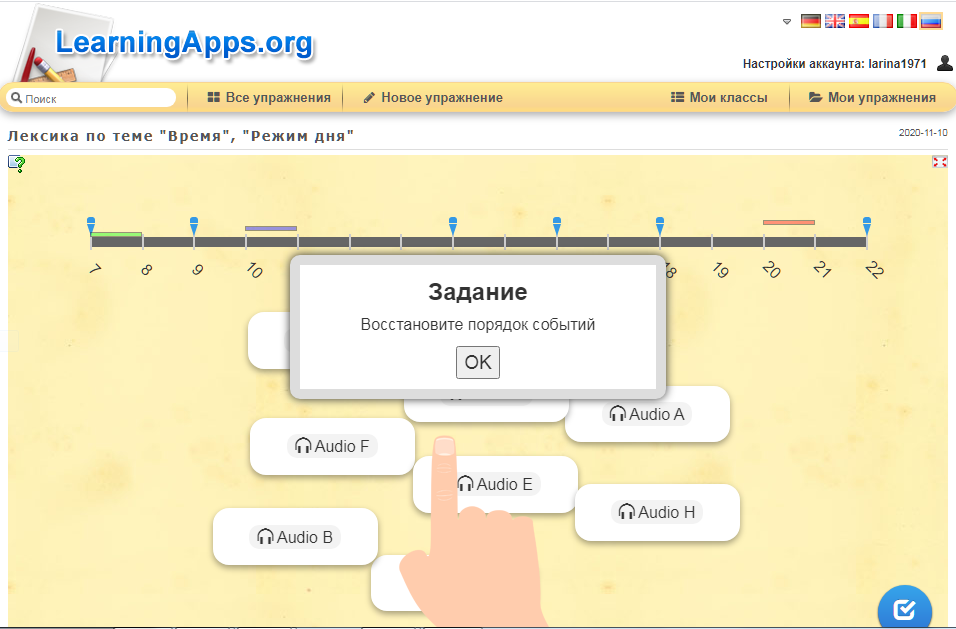 LearningApps.org
Настройки аккаунта: larina1971
Поиск
Все упражнения
Новое упражнение
Мои классы
Мои упражнения
Лексика по теме "Время", "Режим дня"
2020-11-10
7 8 9 10 18 19 20 21 22
Задание
Восстановите порядок событий
OK
Audio A
Audio F
Audio E
Audio H
Audio B